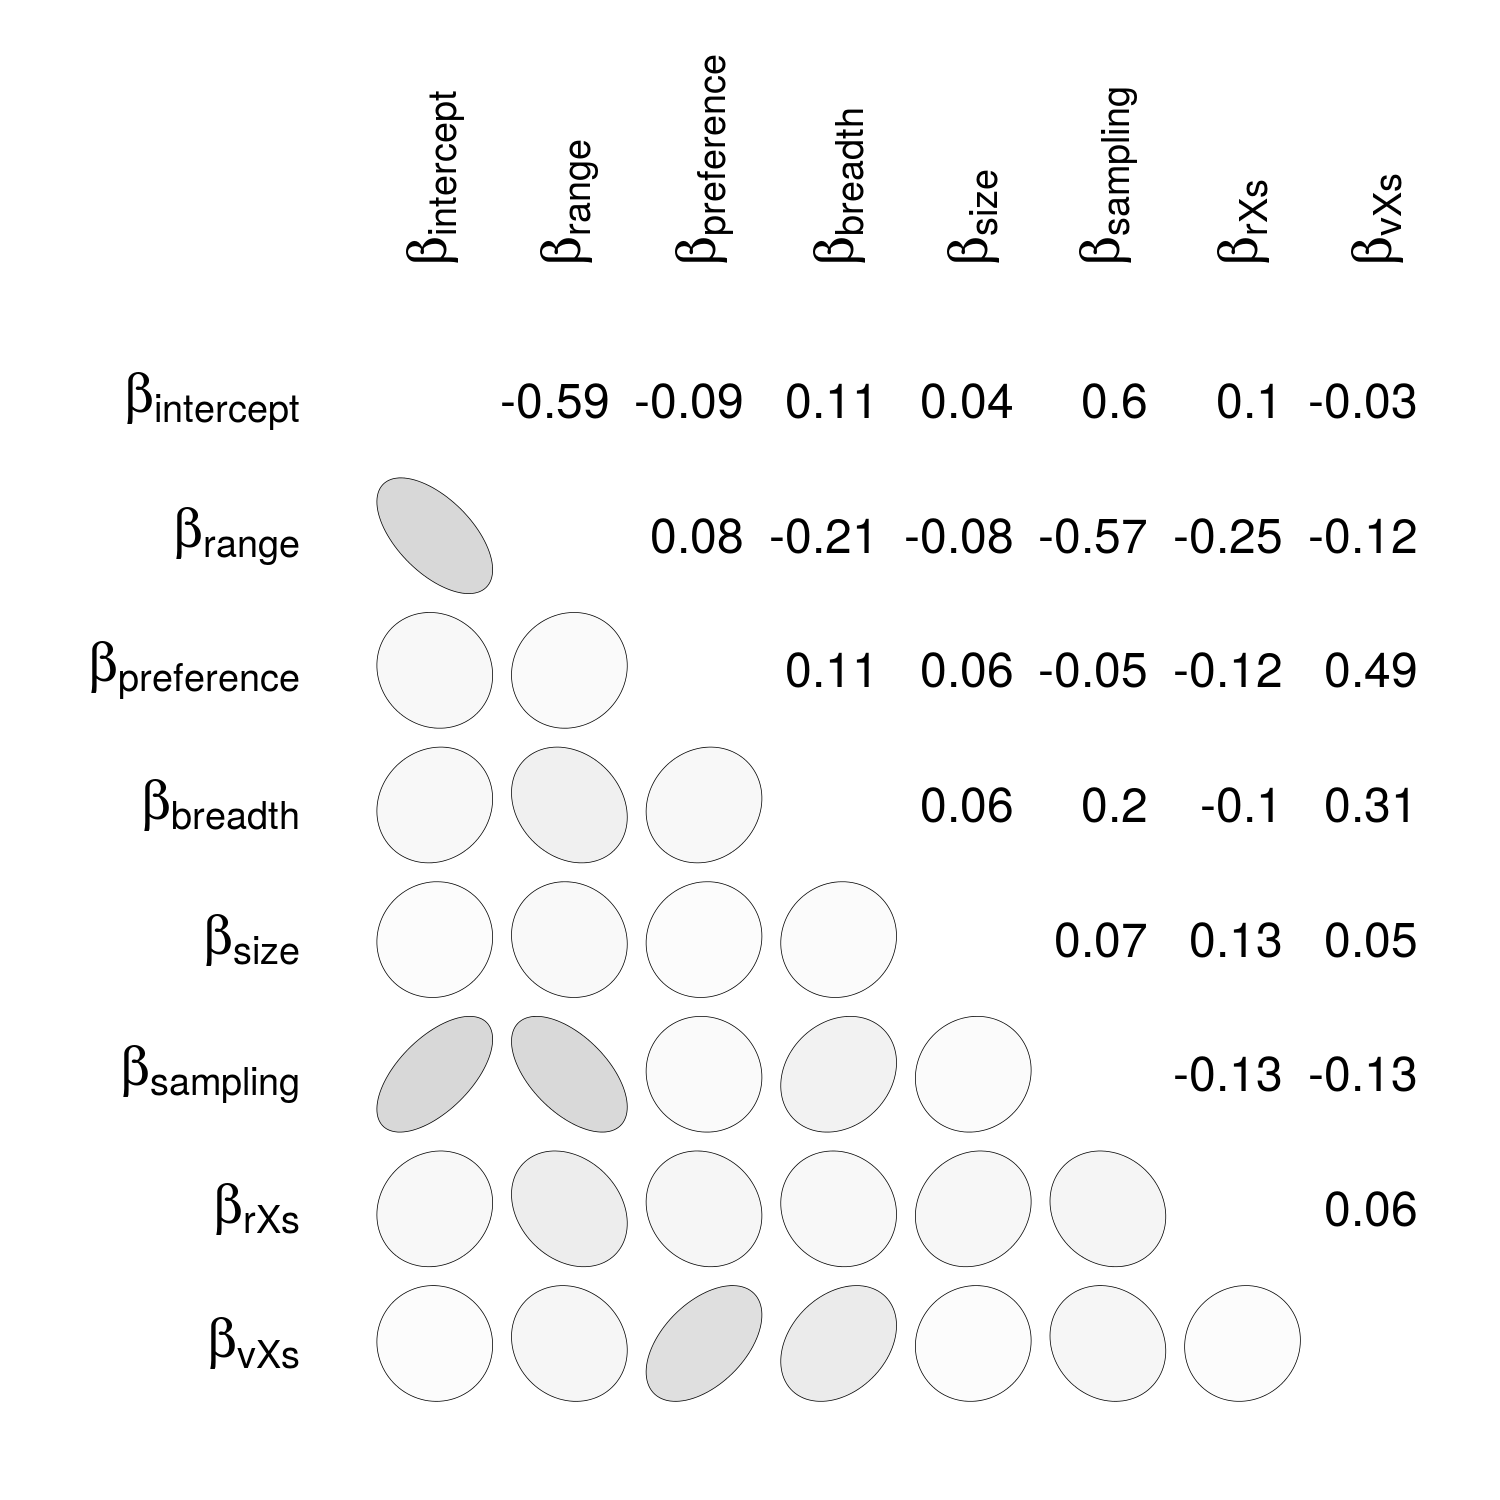 βintercept βrange βpreference βbreadth βsize βsampling βrXs βvXs
βintercept -0.59 -0.09 0.11 0.04 0.6 0.1 -0.03
βrange 0.08 -0.21 -0.08 -0.57 -0.25 -0.12
βpreference 0.11 0.06 -0.05 -0.12 0.49
βbreadth 0.06 0.2 -0.1 0.31
βsize 0.07 0.13 0.05
βsampling -0.13 -0.13
βrXs 0.06
βvXs